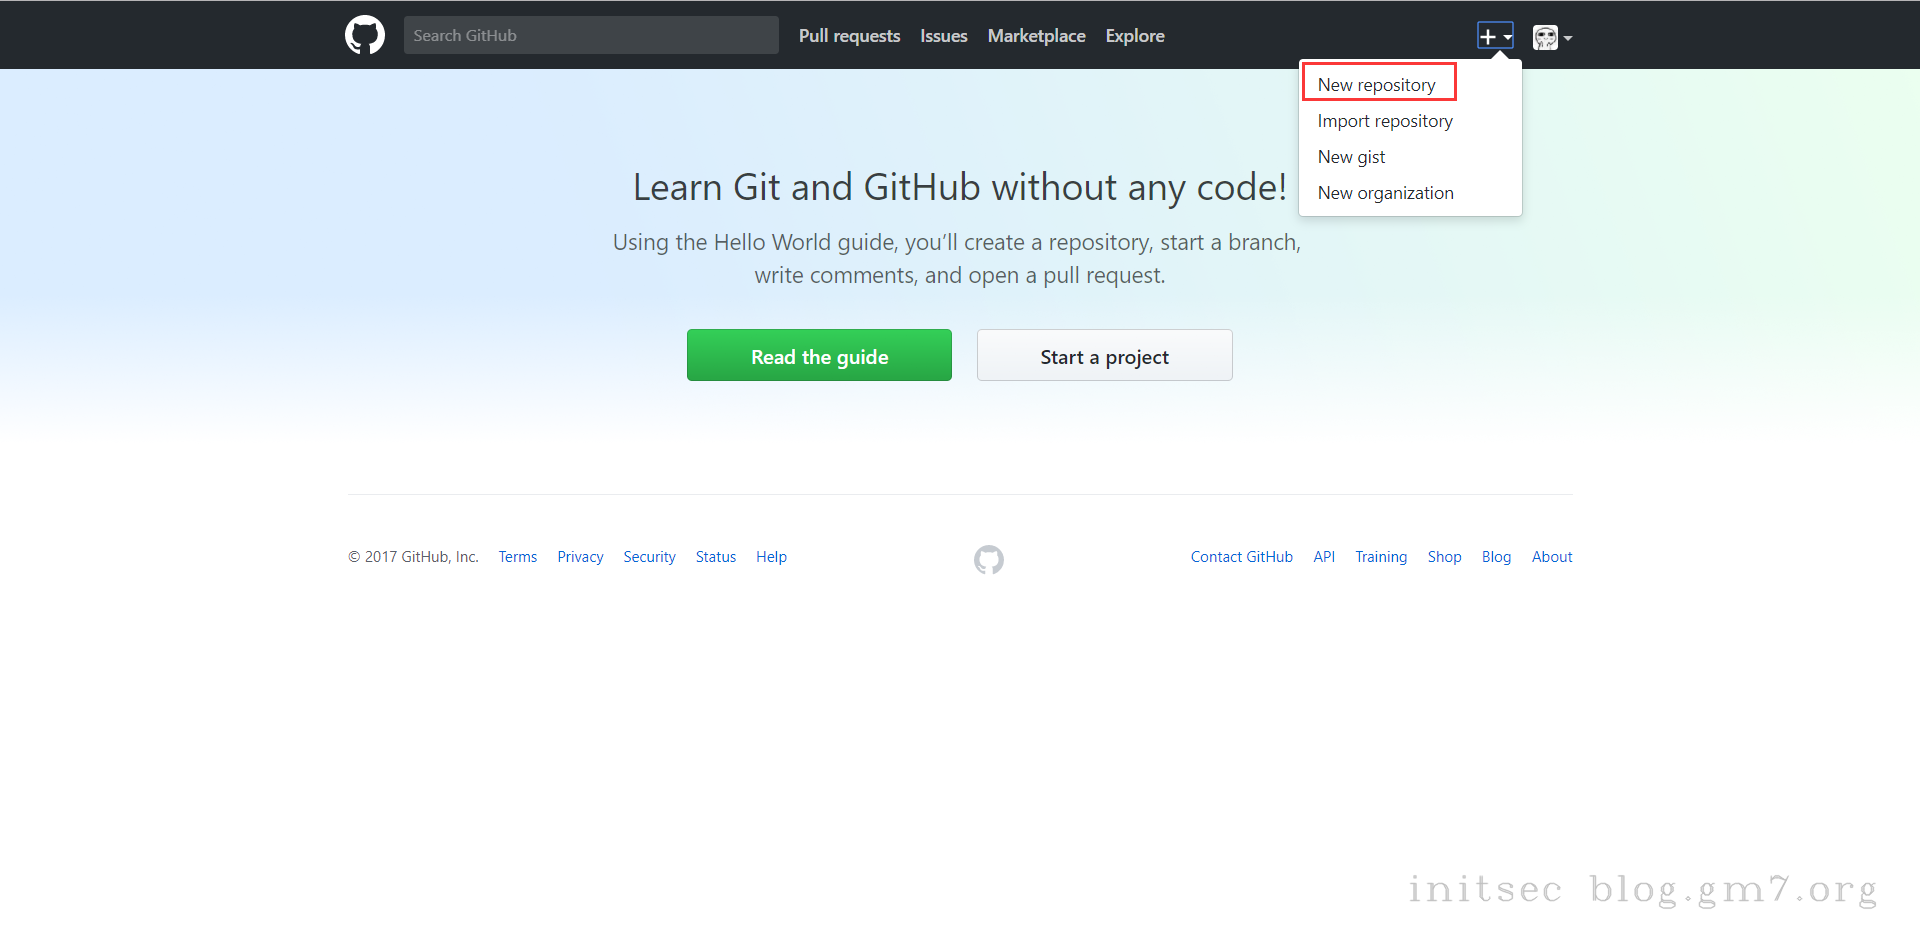 Search GitHub
Pull requests
Issues
Marketplace
Explore
New repository
Import repository
New gist
New organization
Learn Git and GitHub without any code!
Using the Hello World guide, you’ll create a repository, start a branch,
write comments, and open a pull request.
Read the guide
Start a project
© 2017 GitHub, Inc.
Terms
Privacy
Security
Status
Help
Contact GitHub
API
Training
Shop
Blog
About
initsec blog.gm7.org